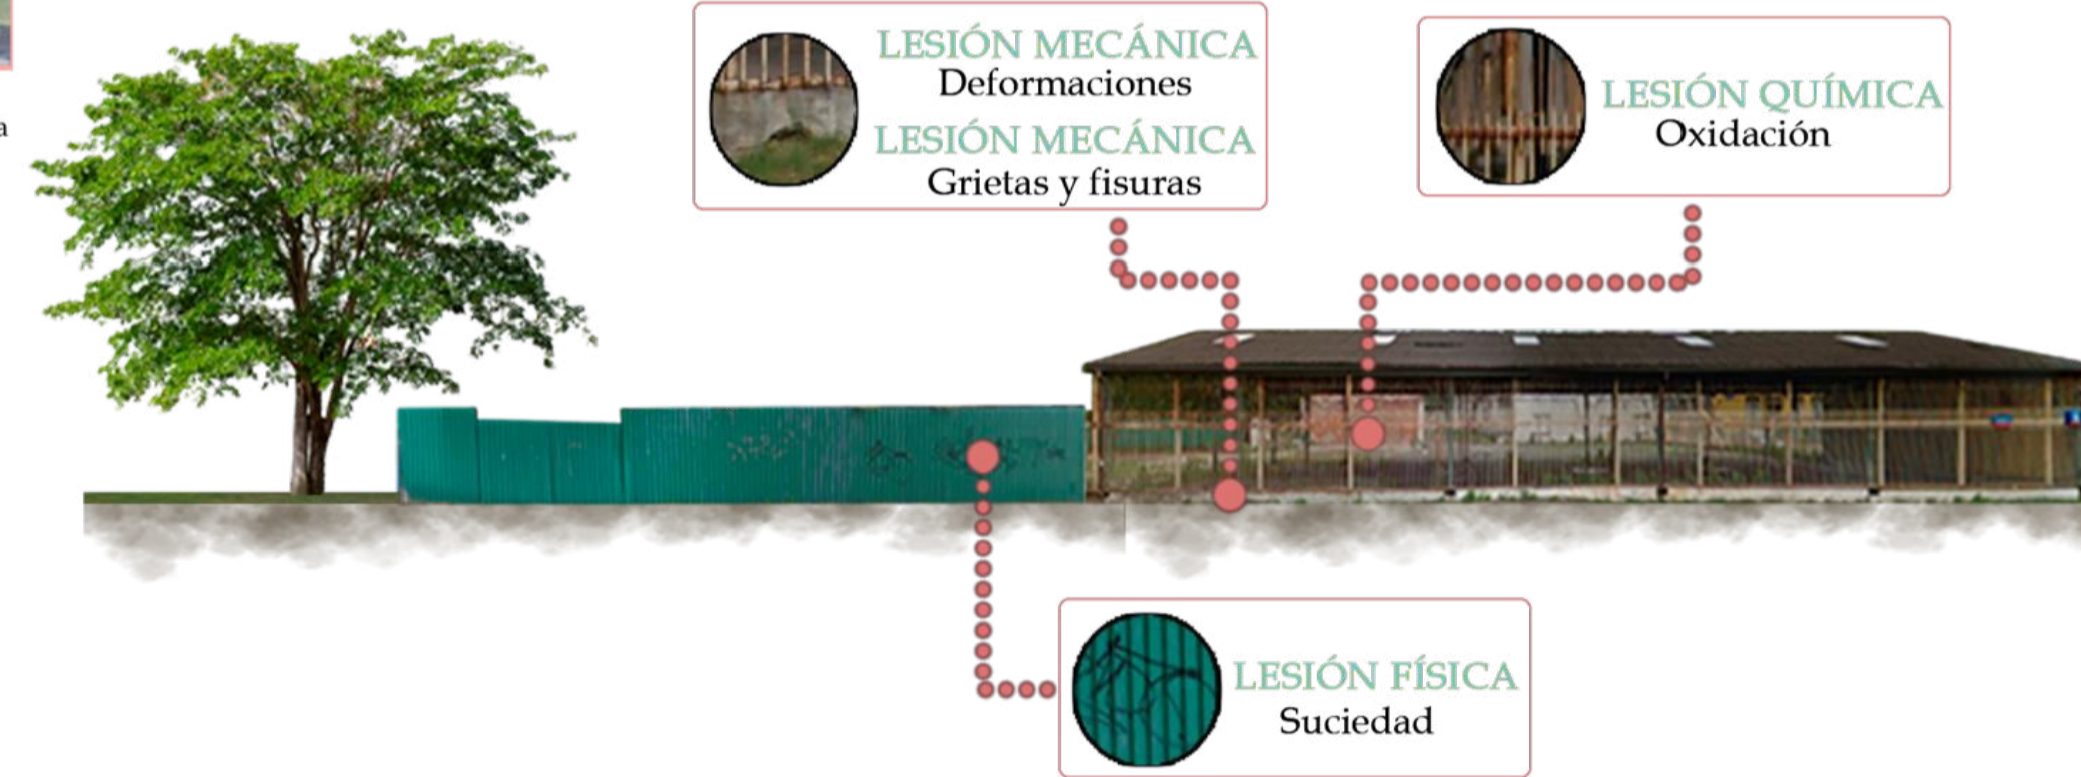 a
LESIÓN MECÁNICA
Deformaciones
LESIÓN MECÁNICA
Grietas y fisuras
LESIÓN QUÍMICA
Oxidación
LESIÓN FÍSICA
Suciedad